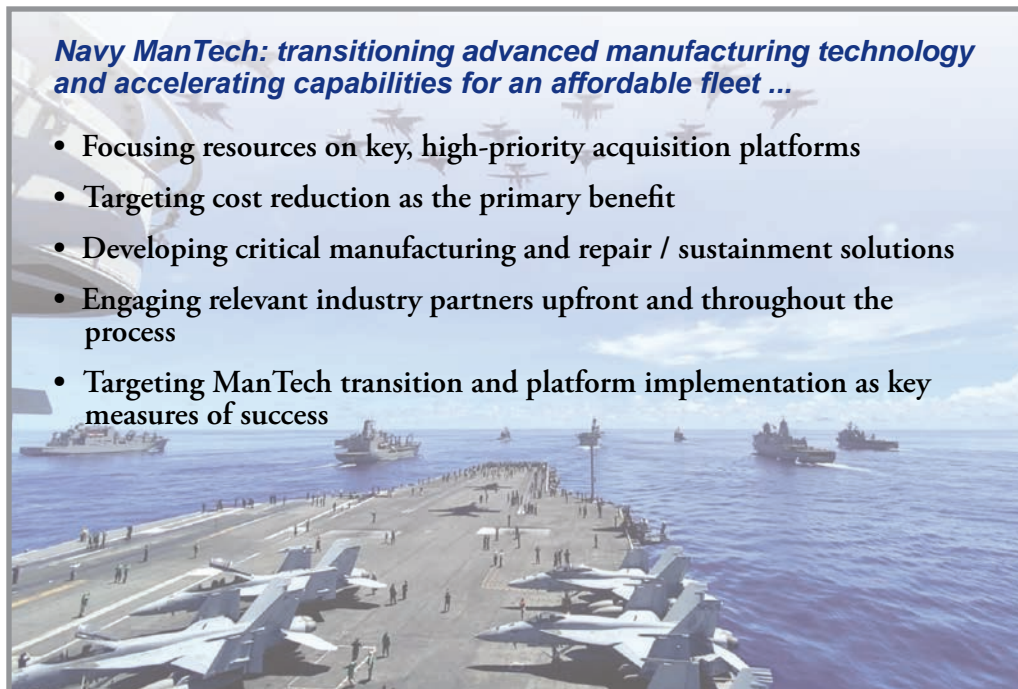 Navy ManTech: transitioning advanced manufacturing technology
and accelerating capabilities for an affordable fleet ...
• Focusing resources on key, high-priority acquisition platforms
• Targeting cost reduction as the primary benefit
• Developing critical manufacturing and repair / sustainment solutions
• Engaging relevant industry partners upfront and throughout the
process
• Targeting ManTech transition and platform implementation as key
measures of success